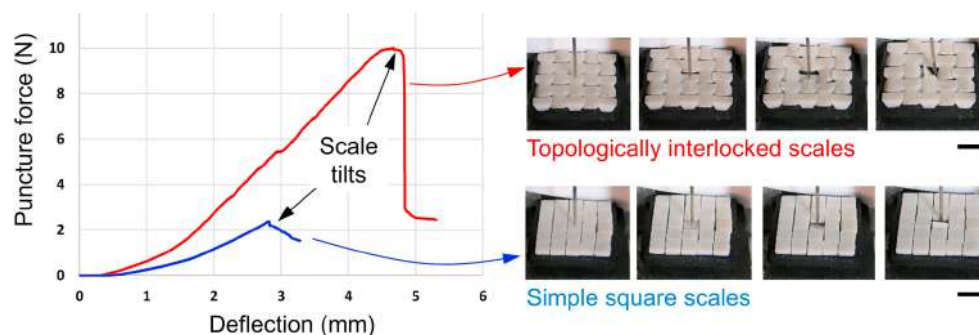 Puncture force (N)
10
8
6
4
2
0
0 1 2 3 4 5 6
Deflection (mm)
Scale
tilts
Topologically interlocked scales
Simple square scales